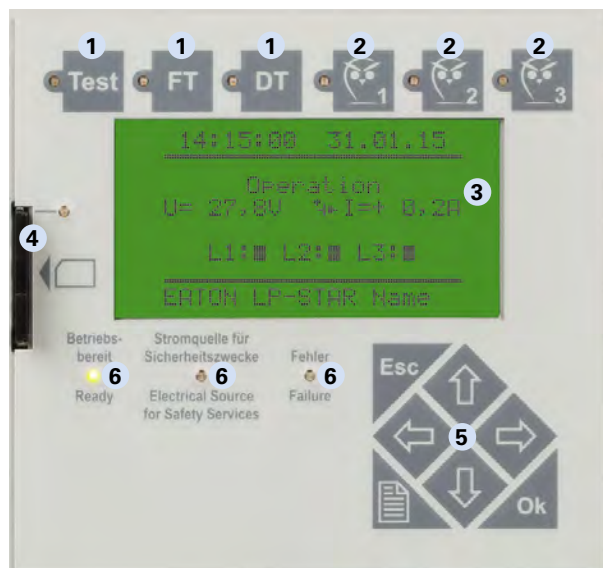 1 1 1 2 2 2
Test FT DT 1 2 3
14:15:00 31.01.15
Operation
3
U= 27,8V I=+ 0,2A
4
L1: L2: L3:
EATON LP-STAR Name
Betriebs-
bereit
6
Ready
Stromquelle für
Sicherheitszwecke
6
Electrical Source
for Safety Services
Fehler
6
Failure
Esc
5
Ok